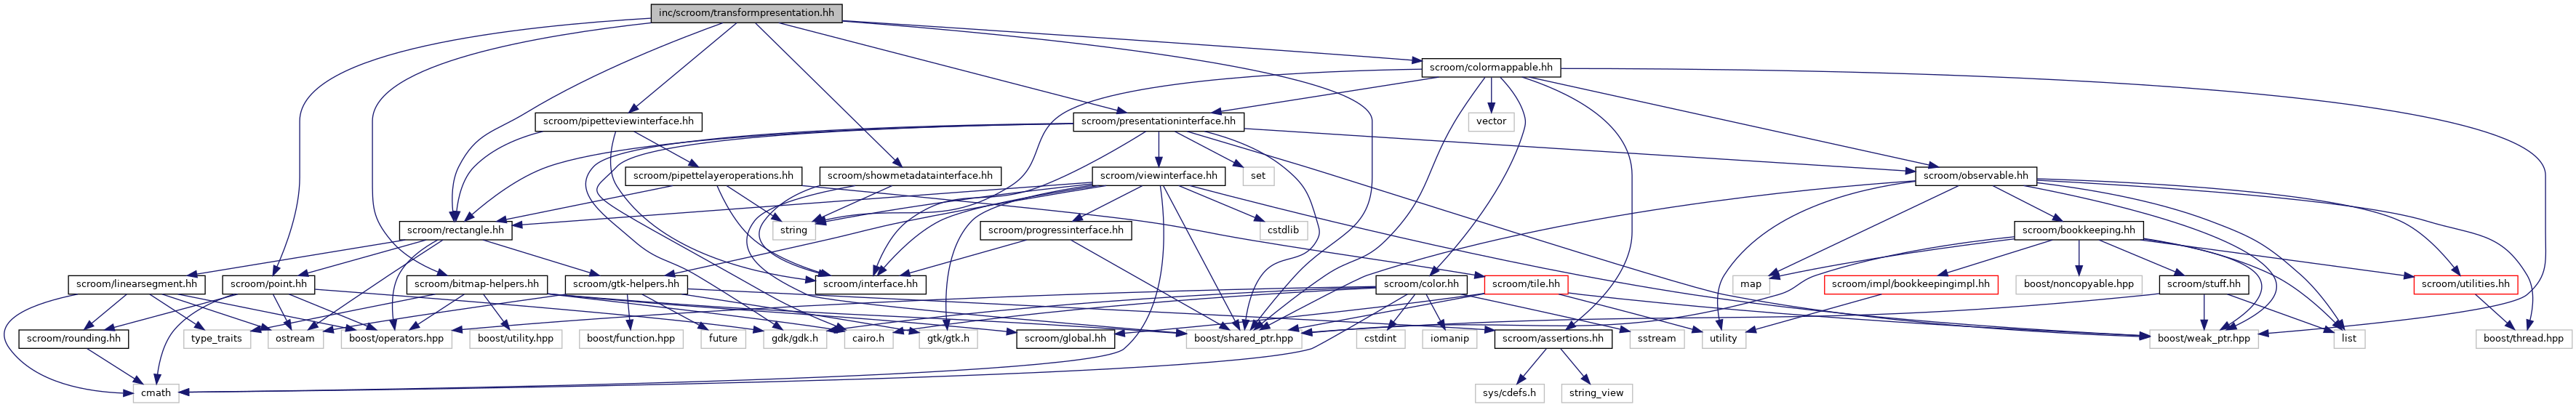 inc/scroom/transformpresentation.hh
scroom/colormappable.hh
scroom/pipetteviewinterface.hh
scroom/presentationinterface.hh
vector
scroom/pipettelayeroperations.hh
scroom/showmetadatainterface.hh
scroom/viewinterface.hh
set
scroom/observable.hh
scroom/rectangle.hh
string
scroom/progressinterface.hh
cstdlib
scroom/bookkeeping.hh
scroom/linearsegment.hh
scroom/point.hh
scroom/bitmap-helpers.hh
scroom/gtk-helpers.hh
scroom/interface.hh
scroom/color.hh
scroom/tile.hh
map
scroom/impl/bookkeepingimpl.hh
boost/noncopyable.hpp
scroom/stuff.hh
scroom/utilities.hh
scroom/rounding.hh
type_traits
ostream
boost/operators.hpp
boost/utility.hpp
boost/function.hpp
future
gdk/gdk.h
cairo.h
gtk/gtk.h
scroom/global.hh
boost/shared_ptr.hpp
cstdint
iomanip
scroom/assertions.hh
sstream
utility
boost/weak_ptr.hpp
list
boost/thread.hpp
cmath
sys/cdefs.h
string_view